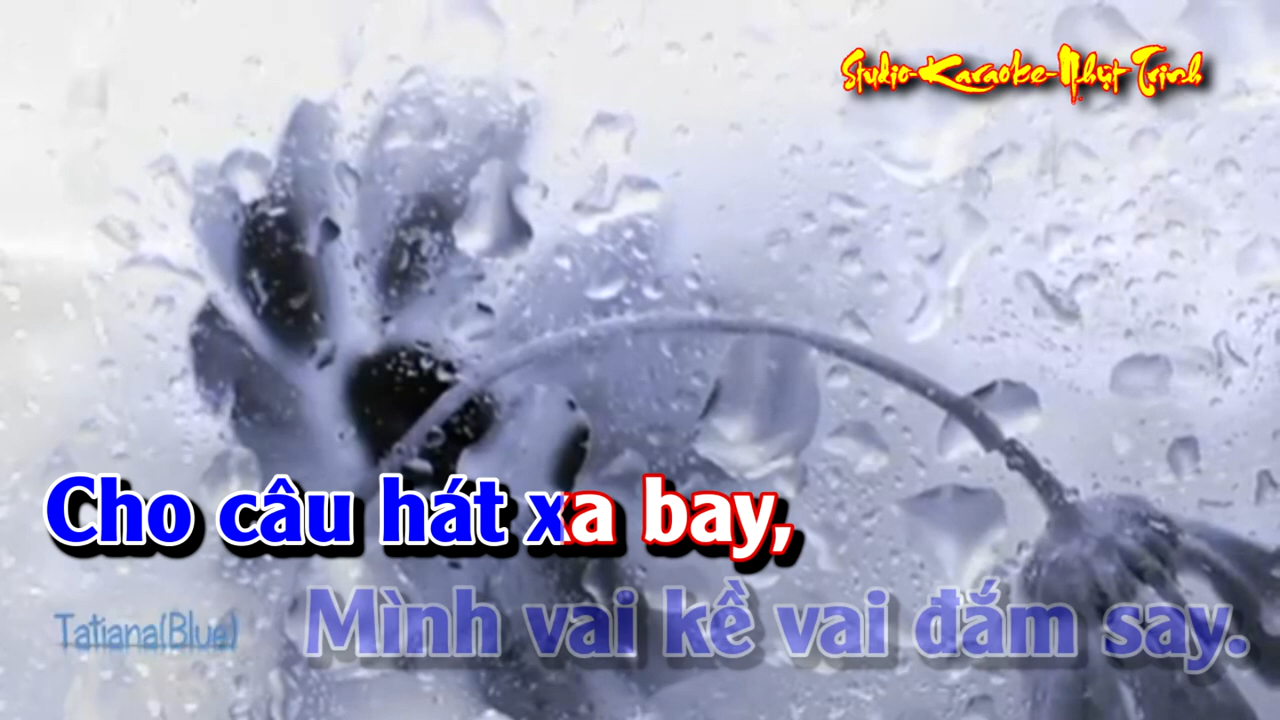 Studio-Karaoke-Nhựt Trinh
Cho câu hát xa bay,
Mình vai kề vai đắm say.
Tatiana(Blue)